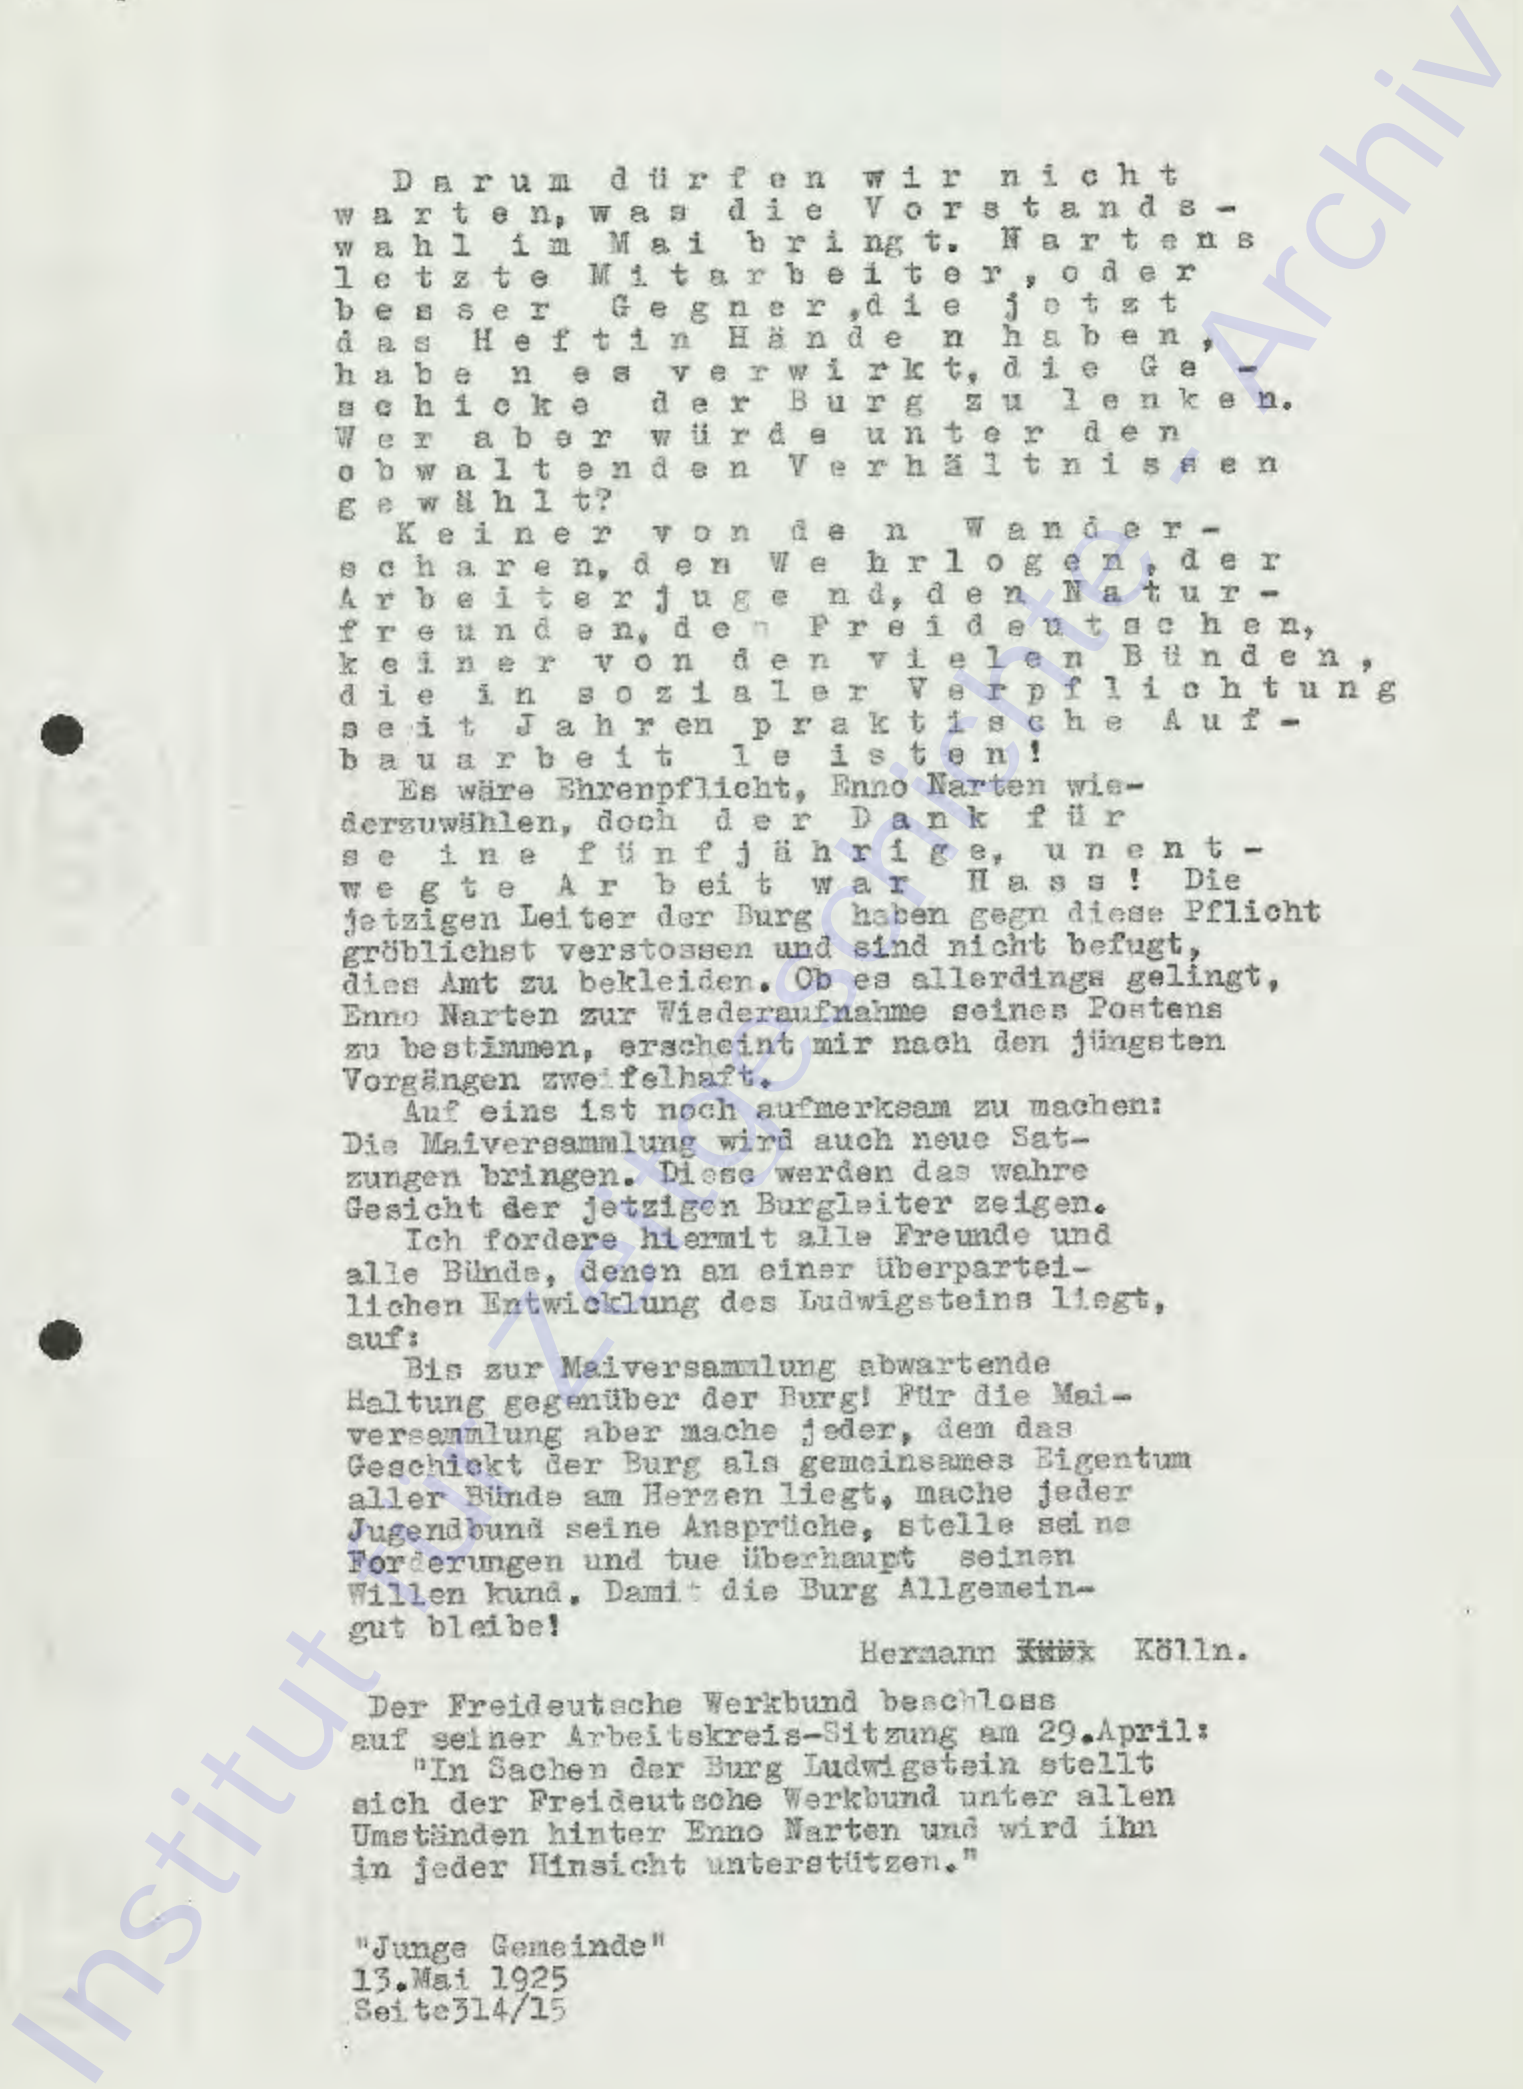 Darum dürfen wir nicht
warten, was die Vorstands-
wahl im Mai bringt. Nartens
letzte Mitarbeiter, oder
besser Gegner, die jetzt
das Heft in Händen haben,
haben es verwirkt, die Ge-
schicke der Burg zu lenken.
Wer aber würde unter den
obwaltenden Verhältnissen
gewählt?
Keiner von den Wander-
scharen, den Wehrlogen, der
Arbeiterjugend, den Natur-
freunden, den Freideutschen,
keiner von den vielen Bünden,
die in sozialer Verpflichtung
seit Jahren praktische Auf-
bauarbeit leisten!
Es wäre Ehrenpflicht, Enno Narten wie-
derzuwählen, doch der Dank für
seine fünfjährige, unent-
wegte Arbeit war Hass! Die
jetzigen Leiter der Burg haben gegn diese Pflicht
gröblichst verstossen und sind nicht befugt,
dies Amt zu bekleiden. Ob es allerdings gelingt,
Enno Narten zur Wiederaufnahme seines Postens
zu bestimmen, erscheint mir nach den jüngsten
Vorgängen zweifelhaft.
Auf eins ist noch aufmerksam zu machen:
Die Maiversammlung wird auch neue Sat-
zungen bringen. Diese werden das wahre
Gesicht der jetzigen Burgleiter zeigen.
Ich fordere hiermit alle Freunde und
alle Bünde, denen an einer überpartei-
lichen Entwicklung des Ludwigsteins liegt,
auf:
Bis zur Maiversammlung abwartende
Haltung gegenüber der Burg! Für die Mai-
versammlung aber mache jeder, dem das
Geschickt der Burg als gemeinsames Eigentum
aller Bünde am Herzen liegt, mache jeder
Jugendbund seine Ansprüche, stelle seine
Forderungen und tue überhaupt seinen
Willen kund. Damit die Burg Allgemein-
gut bleibe!
Hermann Kölln.
Der Freideutsche Werkbund beschloss
auf seiner Arbeitskreis-Sitzung am 29.April:
"In Sachen der Burg Ludwigstein stellt
sich der Freideutsche Werkbund unter allen
Umständen hinter Enno Narten und wird ihn
in jeder Hinsicht unterstützen."
"Junge Gemeinde"
13.Mai 1925
Seite314/15
Institut für Zeitgeschichte - Archiv